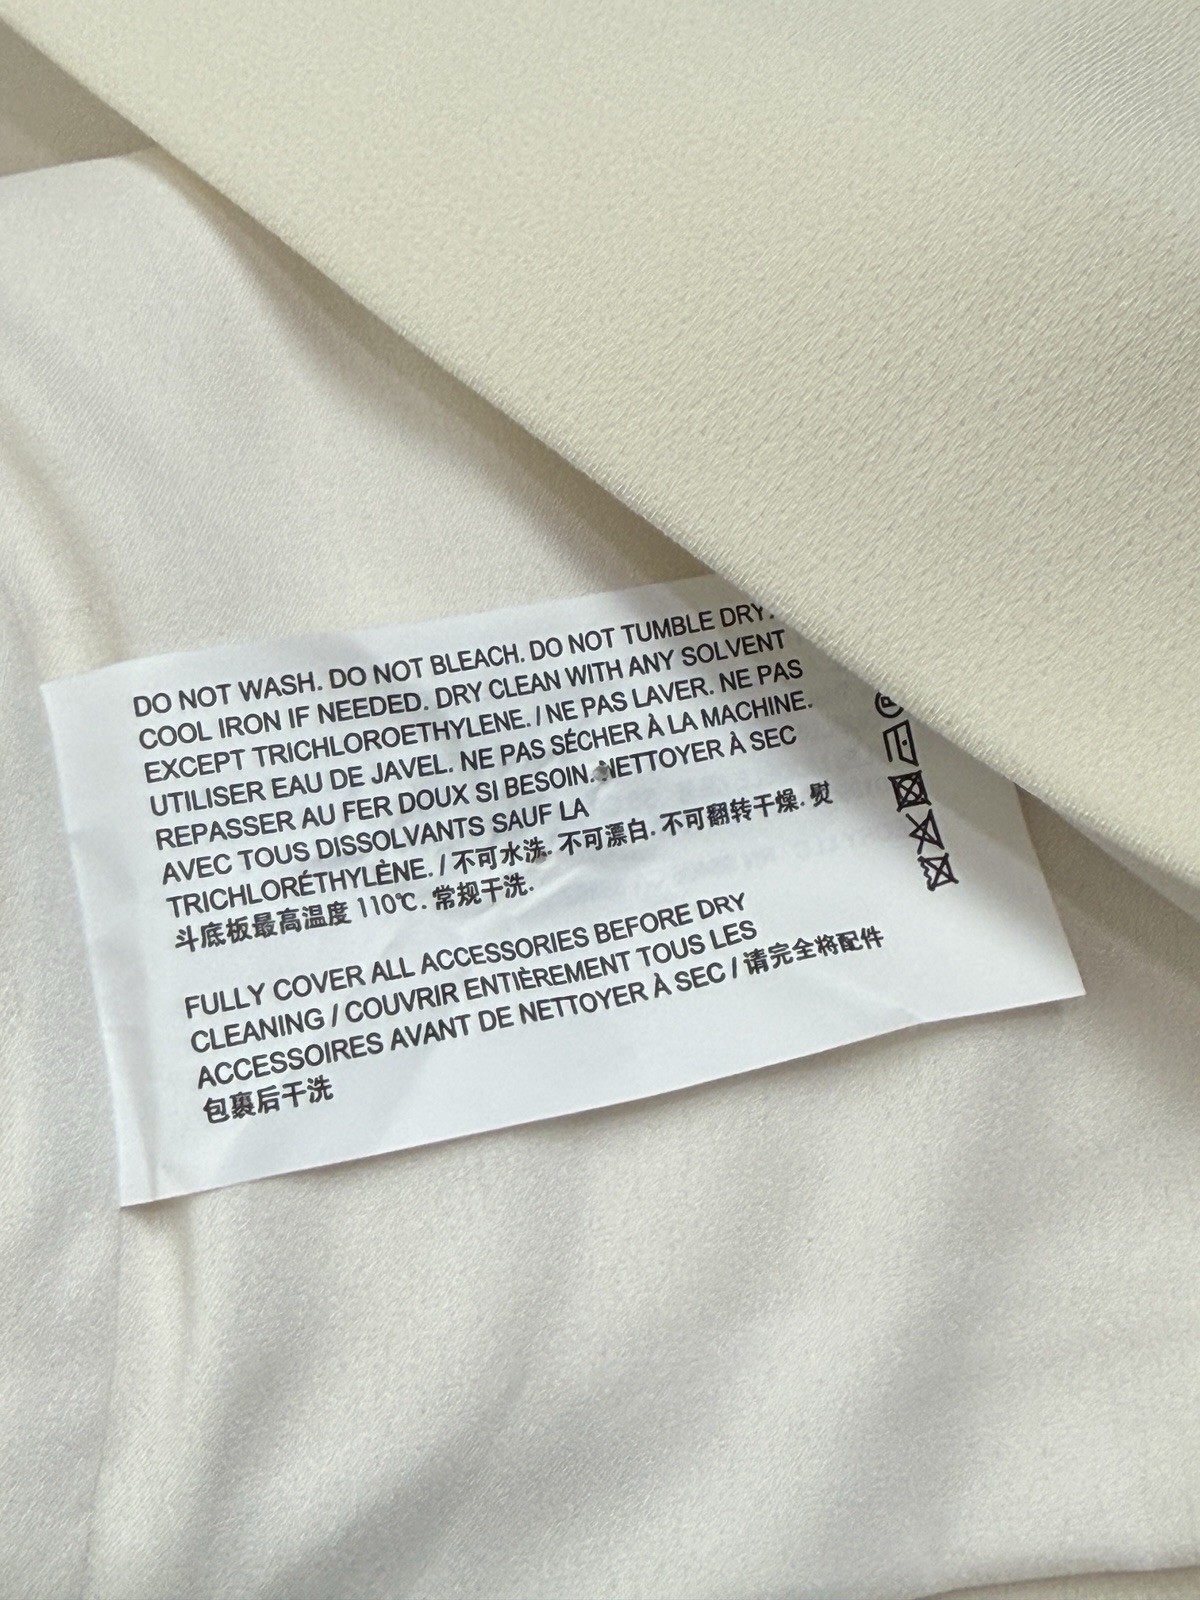 DO NOT WASH. DO NOT BLEACH. DO NOT TUMBLE DRY.
COOL IRON IF NEEDED. DRY CLEAN WITH ANY SOLVENT
EXCEPT TRICHLOROETHYLENE. / NE PAS LAVER. NE PAS
UTILISER EAU DE JAVEL. NE PAS SÉCHER À LA MACHINE.
REPASSER AU FER DOUX SI BESOIN. NETTOYER À SEC
AVEC TOUS DISSOLVANTS SAUF LA
TRICHLORÉTHYLÈNE. / 不可水洗. 不可漂白. 不可翻转干燥. 熨
斗底板最高温度 110℃. 常规干洗.
FULLY COVER ALL ACCESSORIES BEFORE DRY
CLEANING / COUVRIR ENTIÈREMENT TOUS LES
ACCESSOIRES AVANT DE NETTOYER À SEC / 请完全将配件
包裹后干洗